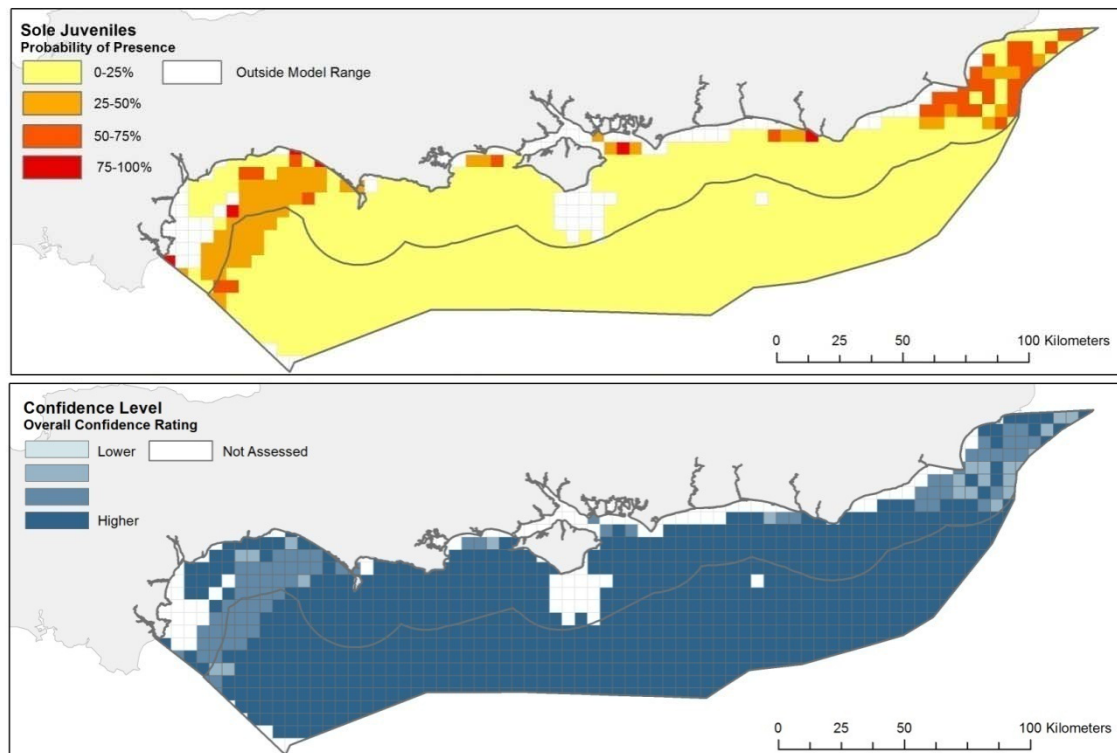 Sole Juveniles
Probability of Presence
0-25% Outside Model Range
25-50%
50-75%
75-100%
0 25 50 100 Kilometers
Confidence Level
Overall Confidence Rating
Lower Not Assessed
Higher
0 25 50 100 Kilometers